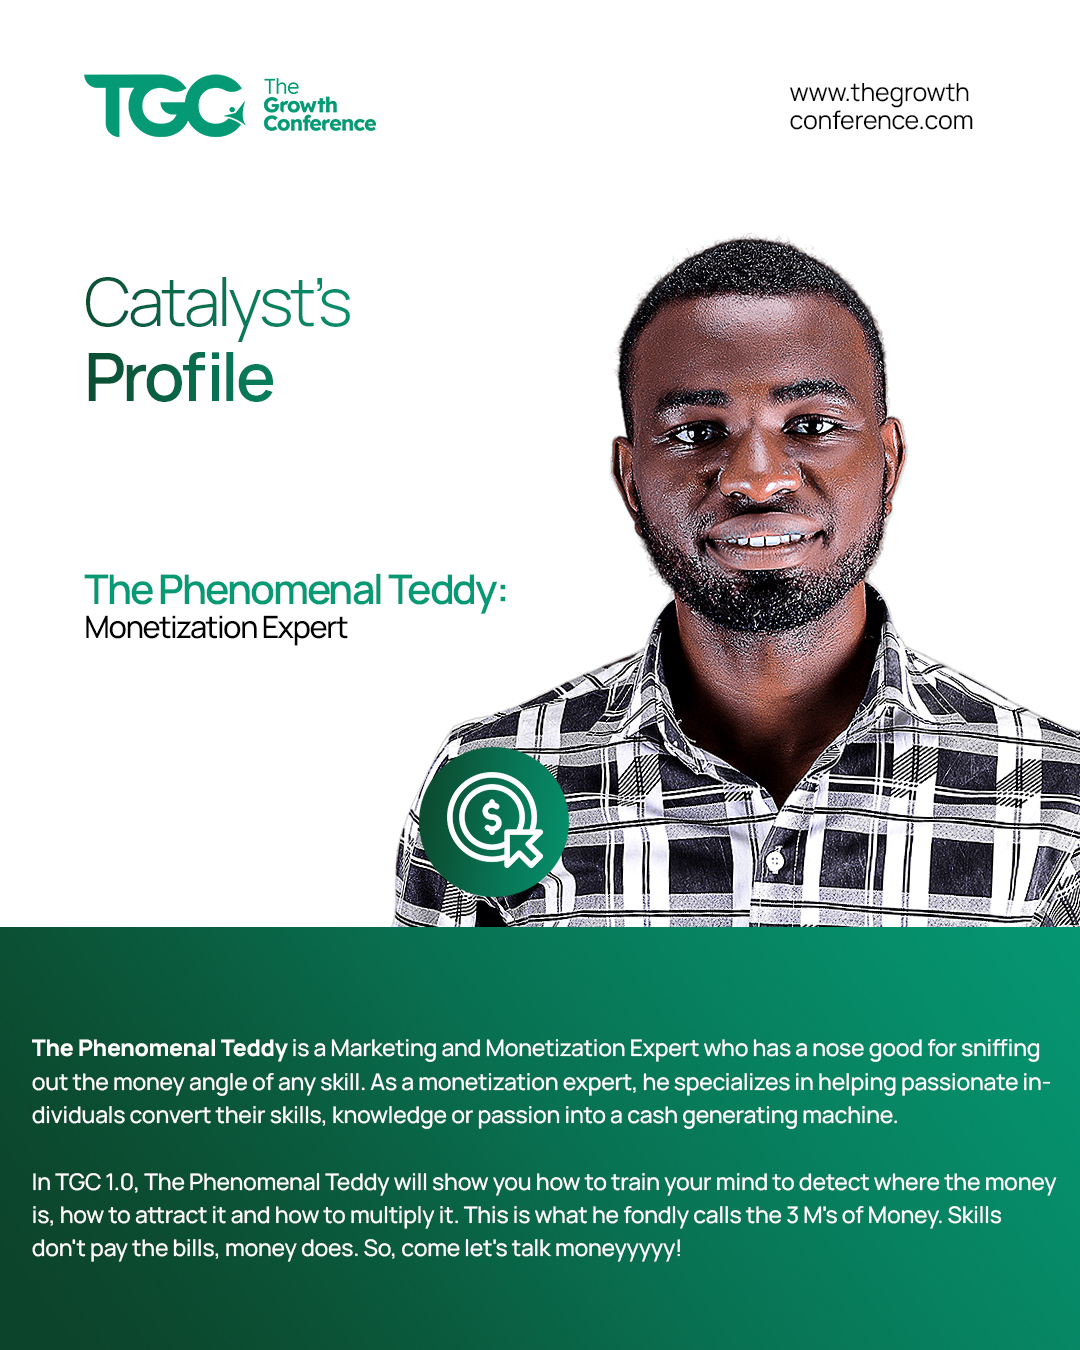 TGC
The
Growth
Conference
www.thegrowth
conference.com
Catalyst's
Profile
The Phenomenal Teddy:
Monetization Expert
$
The Phenomenal Teddy is a Marketing and Monetization Expert who has a nose good for sniffing
out the money angle of any skill. As a monetization expert, he specializes in helping passionate in-
dividuals convert their skills, knowledge or passion into a cash generating machine.
In TGC 1.0, The Phenomenal Teddy will show you how to train your mind to detect where the money
is, how to attract it and how to multiply it. This is what he fondly calls the 3 M's of Money. Skills
don't pay the bills, money does. So, come let's talk moneyyyyy!